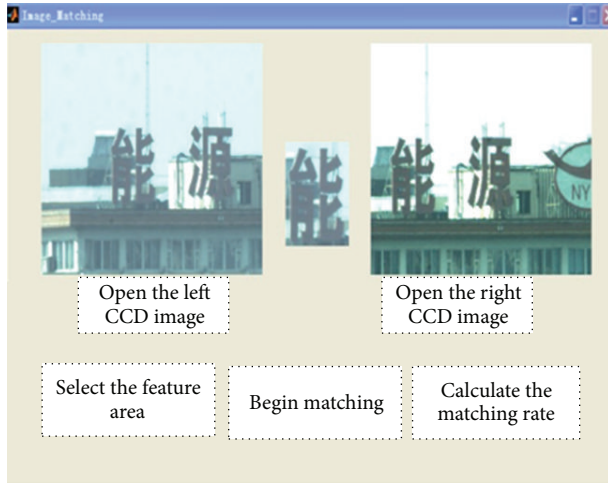 Image_Matching
能 源
能
能 源
NY
Open the left
CCD image
Open the right
CCD image
Select the feature
area
Begin matching
Calculate the
matching rate